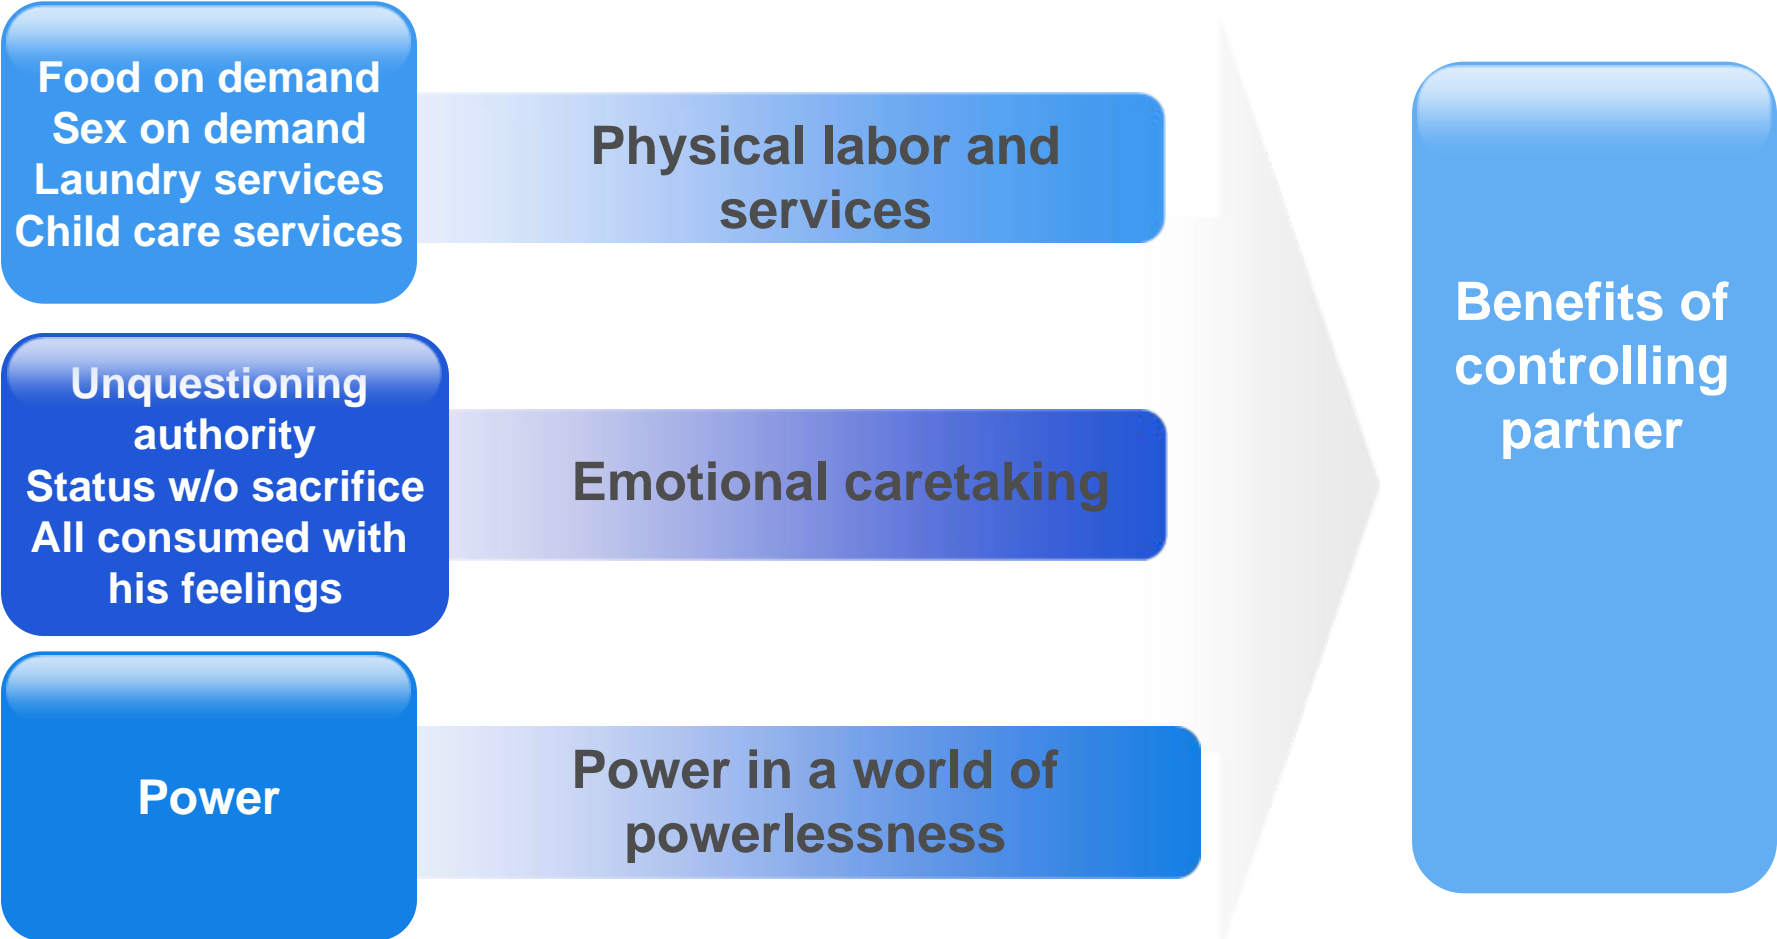 Food on demand
Sex on demand
Laundry services
Child care services
Physical labor and
services
Unquestioning
authority
Status w/o sacrifice
All consumed with
his feelings
Emotional caretaking
Power
Power in a world of
powerlessness
Benefits of
controlling
partner